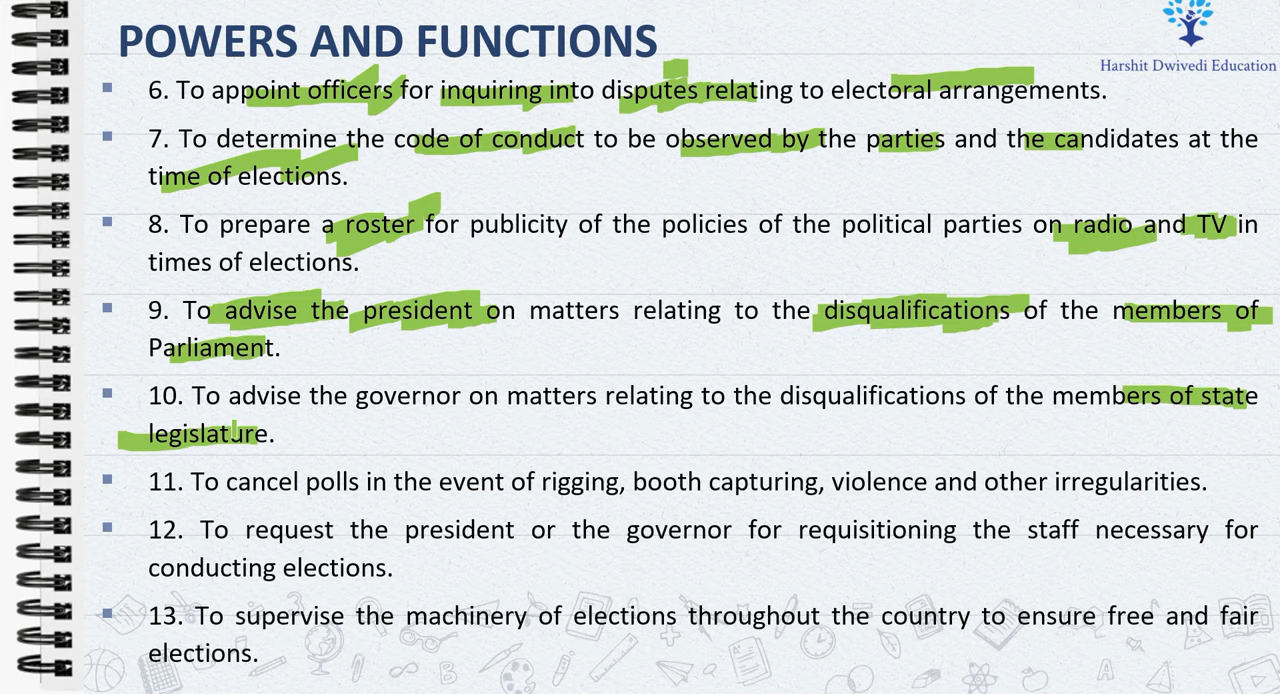 POWERS AND FUNCTIONS
Harshit Dwivedi Education
6. To appoint officers for inquiring into disputes relating to electoral arrangements.
7. To determine the code of conduct to be observed by the parties and the candidates at the
time of elections.
8. To prepare a roster for publicity of the policies of the political parties on radio and TV in
times of elections.
9. To advise the president on matters relating to the disqualifications of the members of
Parliament.
10. To advise the governor on matters relating to the disqualifications of the members of state
legislature.
11. To cancel polls in the event of rigging, booth capturing, violence and other irregularities.
12. To request the president or the governor for requisitioning the staff necessary for
conducting elections.
13. To supervise the machinery of elections throughout the country to ensure free and fair
elections.